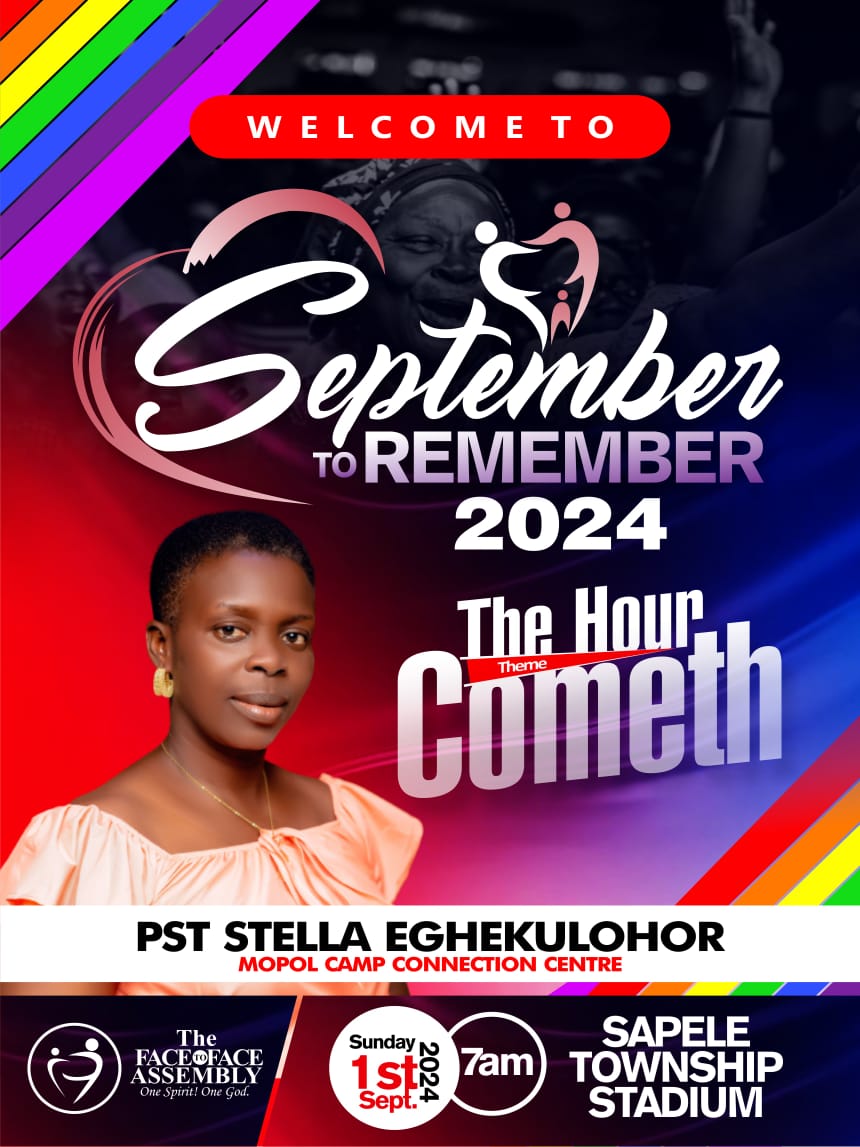 WELCOME TO
September
TO REMEMBER
2024
The Hour
Theme
Cometh
PST STELLA EGHEKULOHOR
MOPOL CAMP CONNECTION CENTRE
The
FACE TO FACE
ASSEMBLY
One Spirit! One God.
Sunday
1st
Sept.
2024
7am
SAPELE
TOWNSHIP
STADIUM